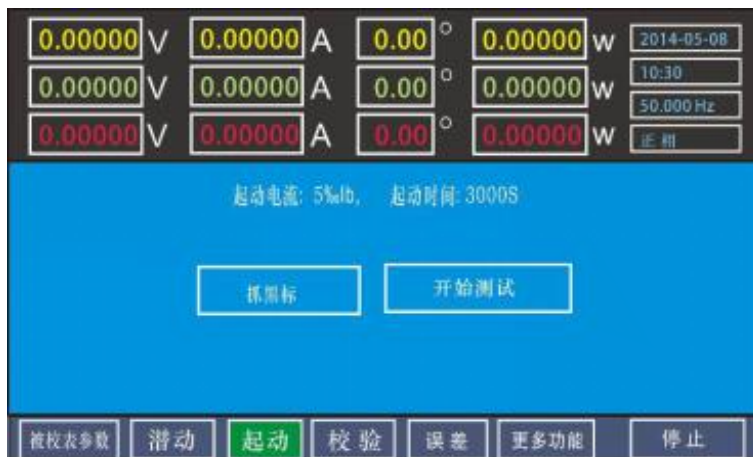 0.00000 V 0.00000 A 0.00 ° 0.00000 w 2014-05-08
0.00000 V 0.00000 A 0.00 ° 0.00000 w 10:30
50.000 Hz
0.00000 V 0.00000 A 0.00 ° 0.00000 w 正相
起动电流: 5‰Ib, 起动时间: 3000S
抓黑标 开始测试
被校表参数 潜动 起动 校验 误差 更多功能 停止